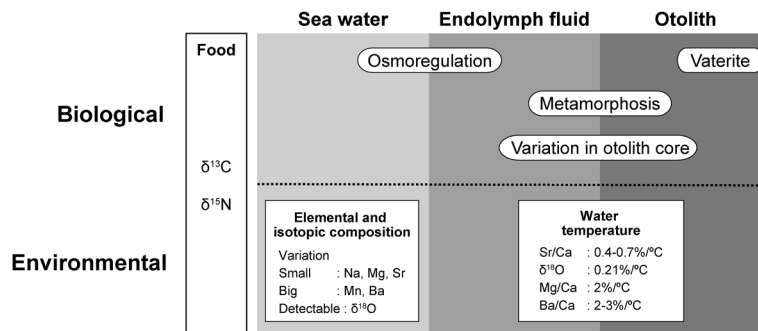 Sea water
Endolymph fluid
Otolith
Food
Osmoregulation
Vaterite
Biological
Metamorphosis
Variation in otolith core
δ¹³C
δ¹⁵N
Environmental
Elemental and
isotopic composition
Variation
Small : Na, Mg, Sr
Big : Mn, Ba
Detectable : δ¹⁸O
Water
temperature
Sr/Ca : 0.4-0.7%/ºC
δ¹⁸O : 0.21%/ºC
Mg/Ca : 2%/ºC
Ba/Ca : 2-3%/ºC